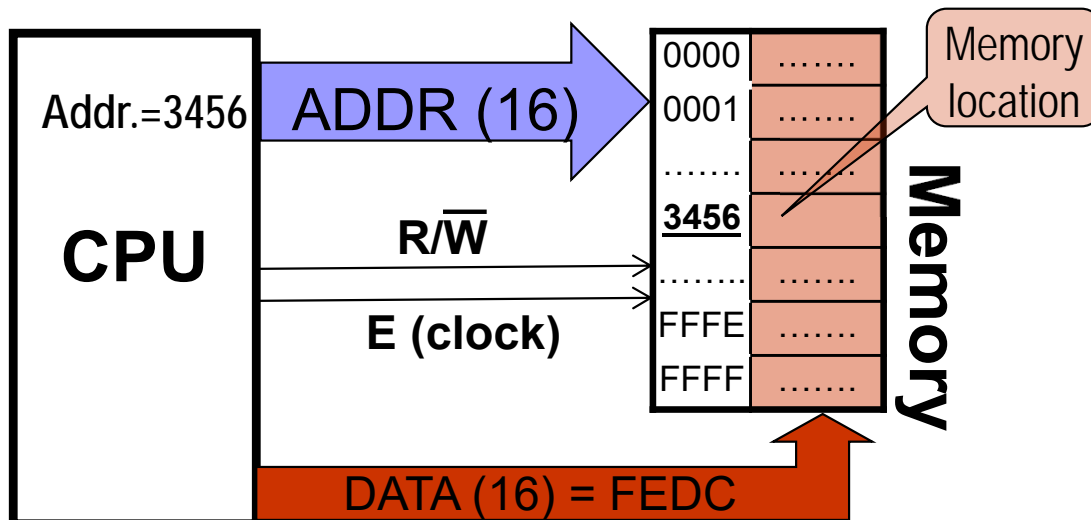 Addr.=3456
CPU
ADDR (16)
R/W̅
E (clock)
DATA (16) = FEDC
0000 …….
0001 …….
……. …….
3456
…….. …….
FFFE …….
FFFF …….
Memory
location
Memory